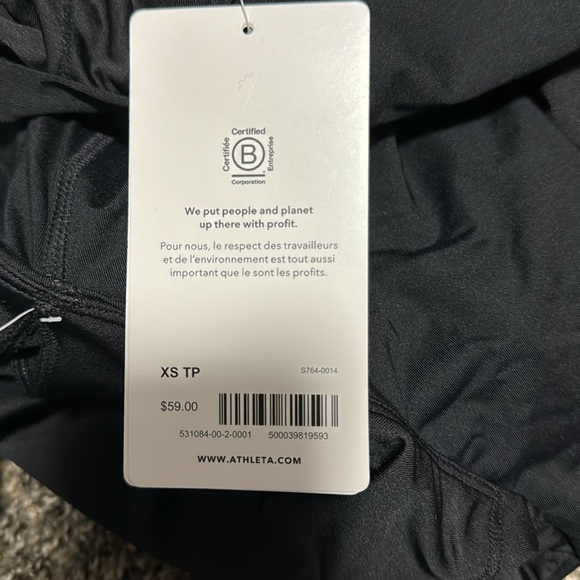 Certified
Certifiée
B
Entreprise
Corporation
We put people and planet
up there with profit.
Pour nous, le respect des travailleurs
et de l'environnement est tout aussi
important que le sont les profits.
XS TP
S764-0014
$59.00
531084-00-2-0001 500039819593
WWW.ATHLETA.COM